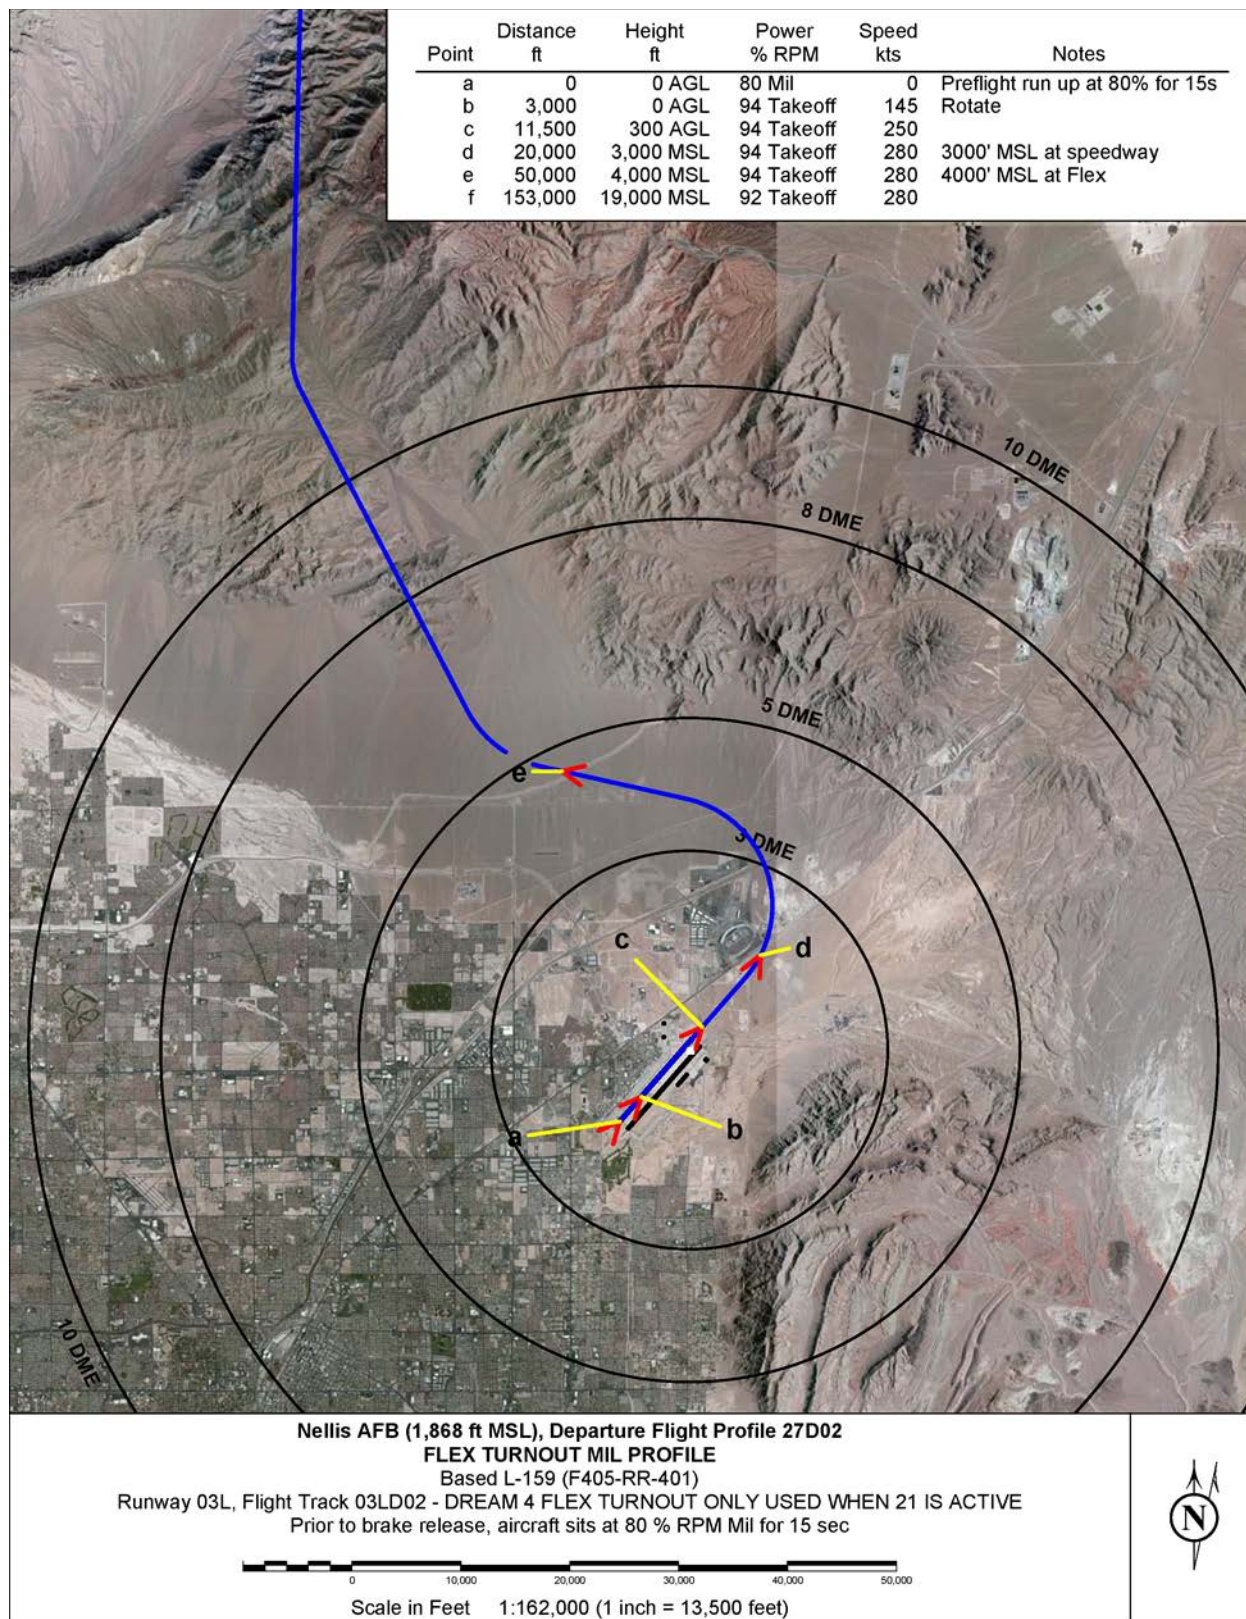 Distance Height Power Speed
Point ft ft % RPM kts Notes
a 0 0 AGL 80 Mil 0 Preflight run up at 80% for 15s
b 3,000 0 AGL 94 Takeoff 145 Rotate
c 11,500 300 AGL 94 Takeoff 250
d 20,000 3,000 MSL 94 Takeoff 280 3000' MSL at speedway
e 50,000 4,000 MSL 94 Takeoff 280 4000' MSL at Flex
f 153,000 19,000 MSL 92 Takeoff 280
10 DME
8 DME
5 DME
e
3 DME
c
d
a
b
10 DME
Nellis AFB (1,868 ft MSL), Departure Flight Profile 27D02
FLEX TURNOUT MIL PROFILE
Based L-159 (F405-RR-401)
Runway 03L, Flight Track 03LD02 - DREAM 4 FLEX TURNOUT ONLY USED WHEN 21 IS ACTIVE
Prior to brake release, aircraft sits at 80 % RPM Mil for 15 sec
N
0 10,000 20,000 30,000 40,000 50,000
Scale in Feet 1:162,000 (1 inch = 13,500 feet)